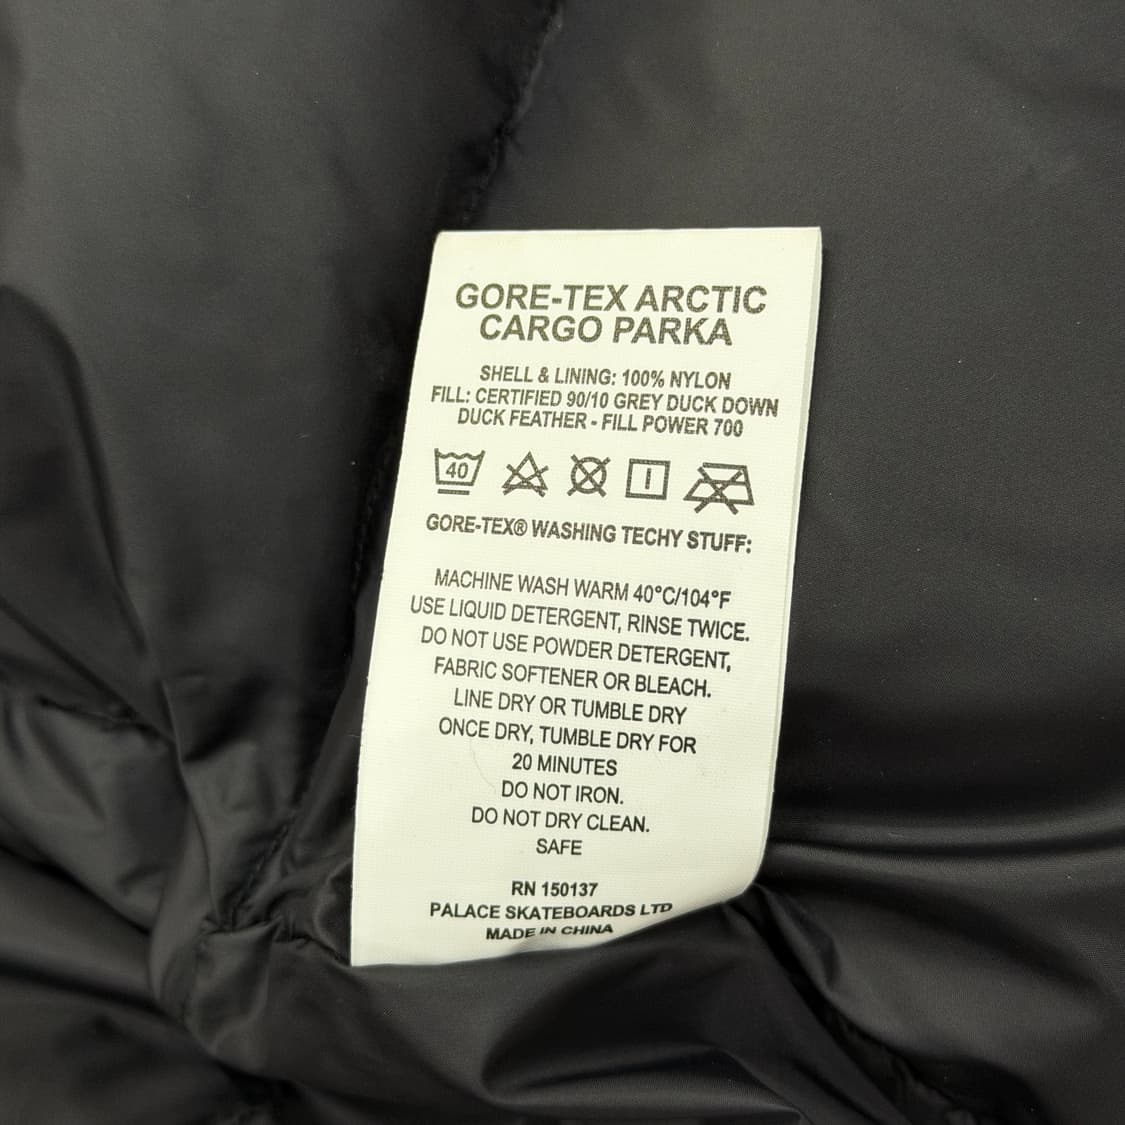 GORE-TEX ARCTIC
CARGO PARKA
SHELL & LINING: 100% NYLON
FILL: CERTIFIED 90/10 GREY DUCK DOWN
DUCK FEATHER - FILL POWER 700
40
GORE-TEX® WASHING TECHY STUFF:
MACHINE WASH WARM 40°C/104°F
USE LIQUID DETERGENT, RINSE TWICE.
DO NOT USE POWDER DETERGENT,
FABRIC SOFTENER OR BLEACH.
LINE DRY OR TUMBLE DRY
ONCE DRY, TUMBLE DRY FOR
20 MINUTES
DO NOT IRON.
DO NOT DRY CLEAN.
SAFE
RN 150137
PALACE SKATEBOARDS LTD
MADE IN CHINA